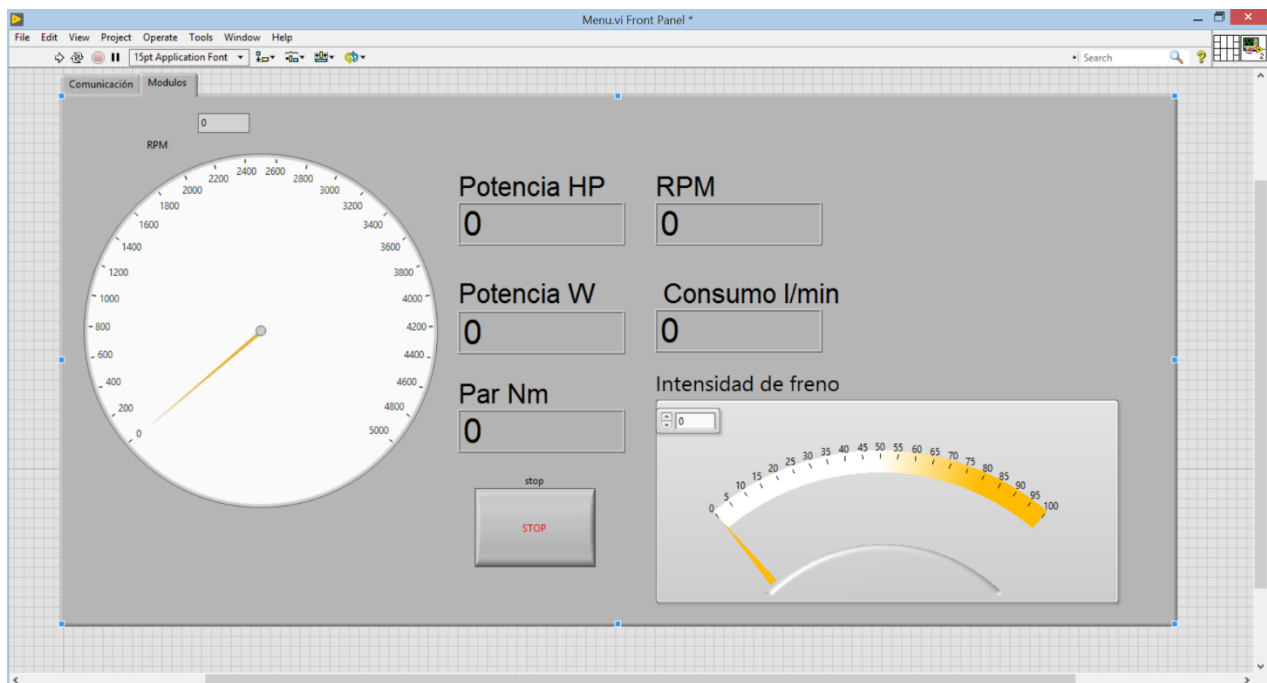 Menu.vi Front Panel *
File Edit View Project Operate Tools Window Help
15pt Application Font
Search
2
Comunicación Modulos
0
RPM
0
200
400
600
800
1000
1200
1400
1600
1800
2000
2200
2400
2600
2800
3000
3200
3400
3600
3800
4000
4200
4400
4600
4800
5000
Potencia HP
0
RPM
0
Potencia W
0
Consumo l/min
0
Par Nm
0
stop
STOP
Intensidad de freno
0
0 5 10 15 20 25 30 35 40 45 50 55 60 65 70 75 80 85 90 95 100